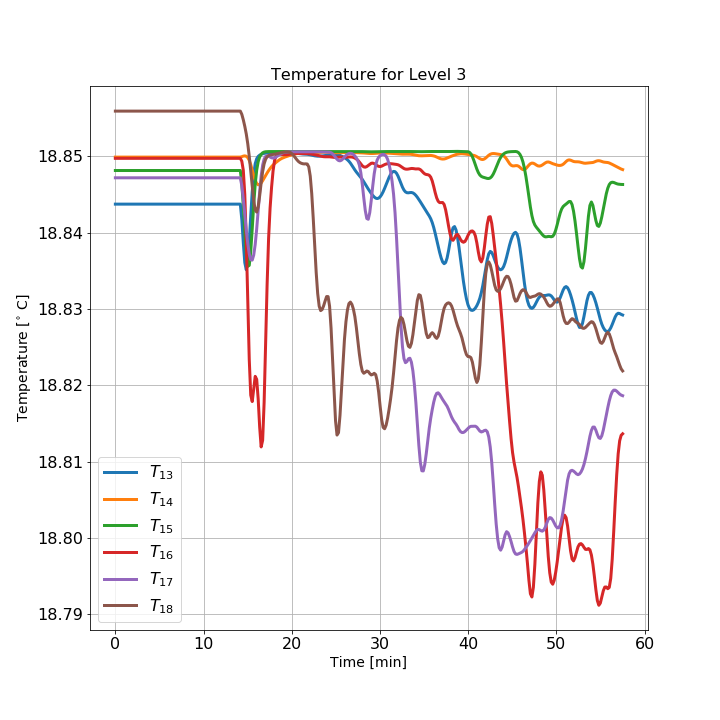 Temperature for Level 3
Temperature [° C]
18.85
18.84
18.83
18.82
18.81
18.80
18.79
T13
T14
T15
T16
T17
T18
0 10 20 30 40 50 60
Time [min]